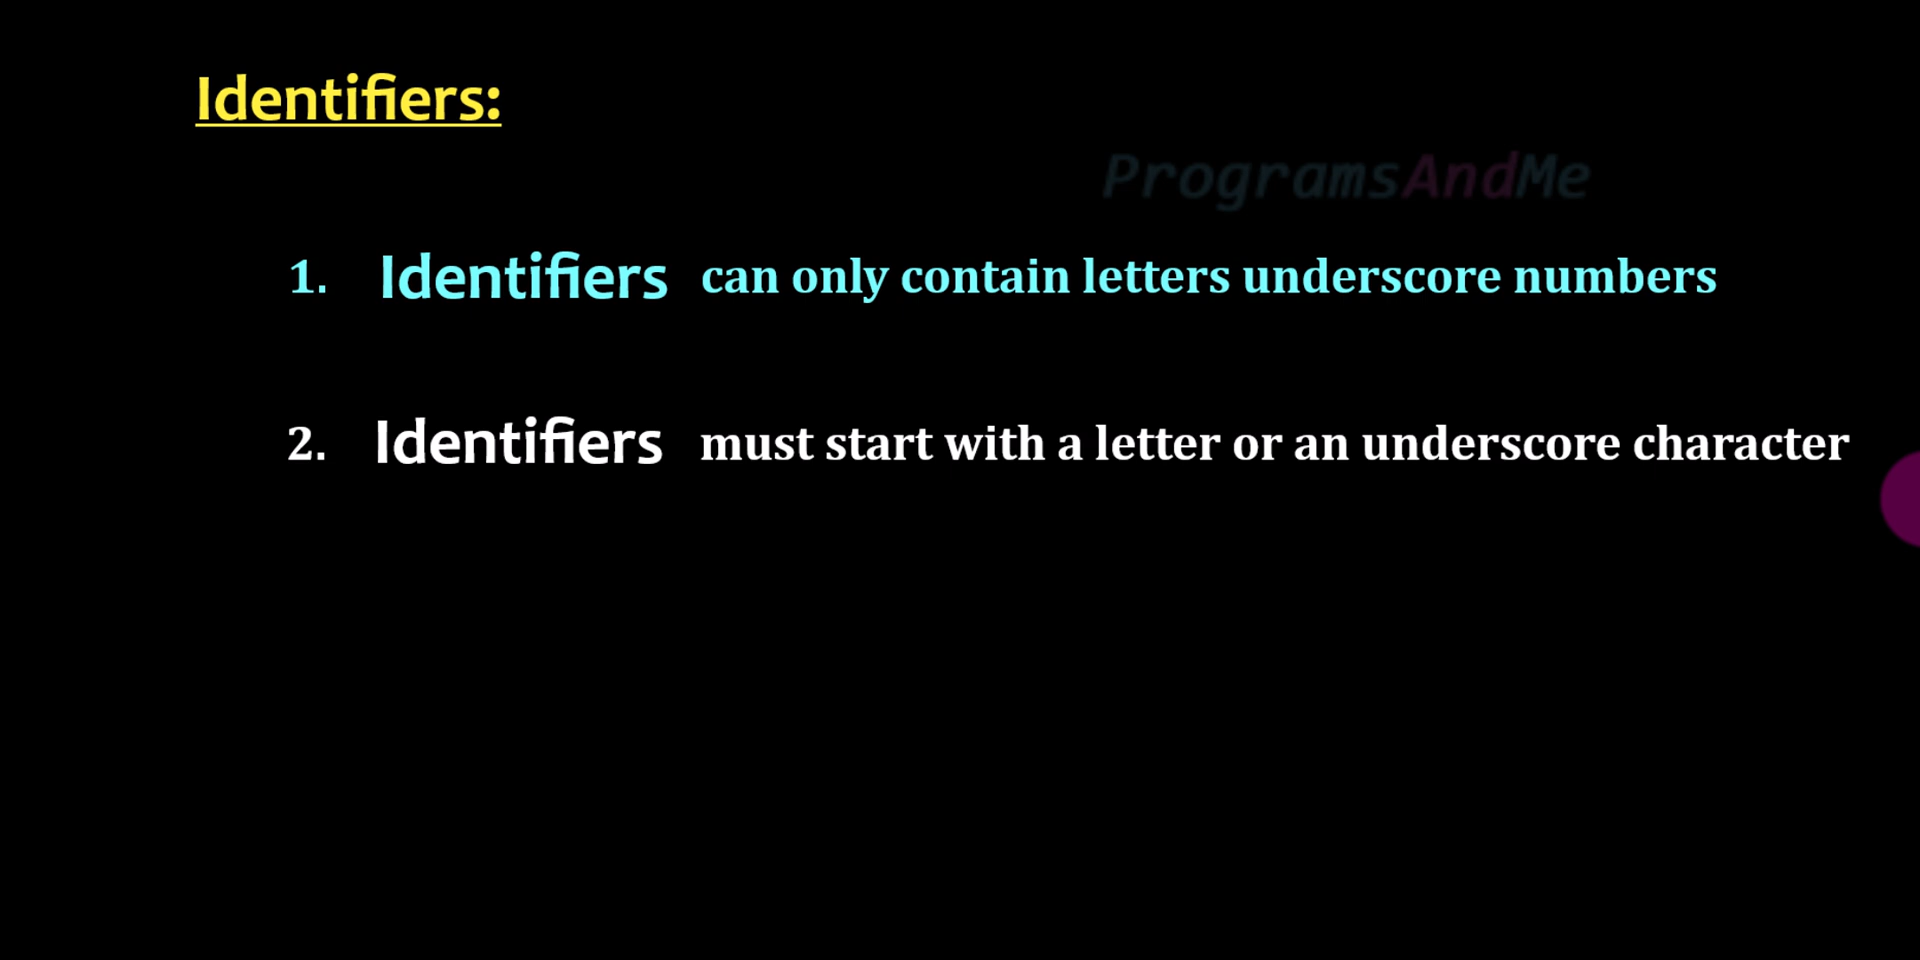 Identifiers:
ProgramsAndMe
1. Identifiers can only contain letters underscore numbers
2. Identifiers must start with a letter or an underscore character